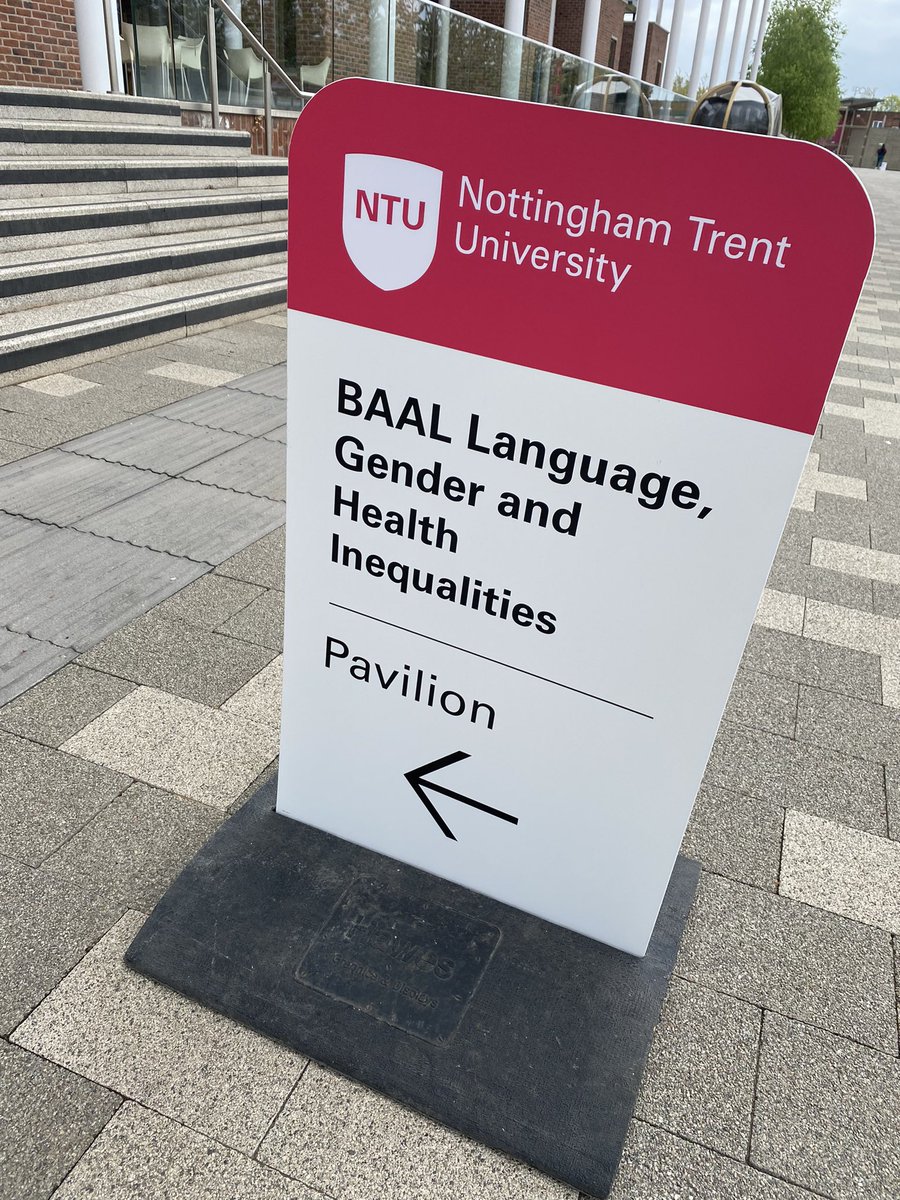 NTU
Nottingham Trent
University
BAAL Language,
Gender and
Health
Inequalities
Pavilion